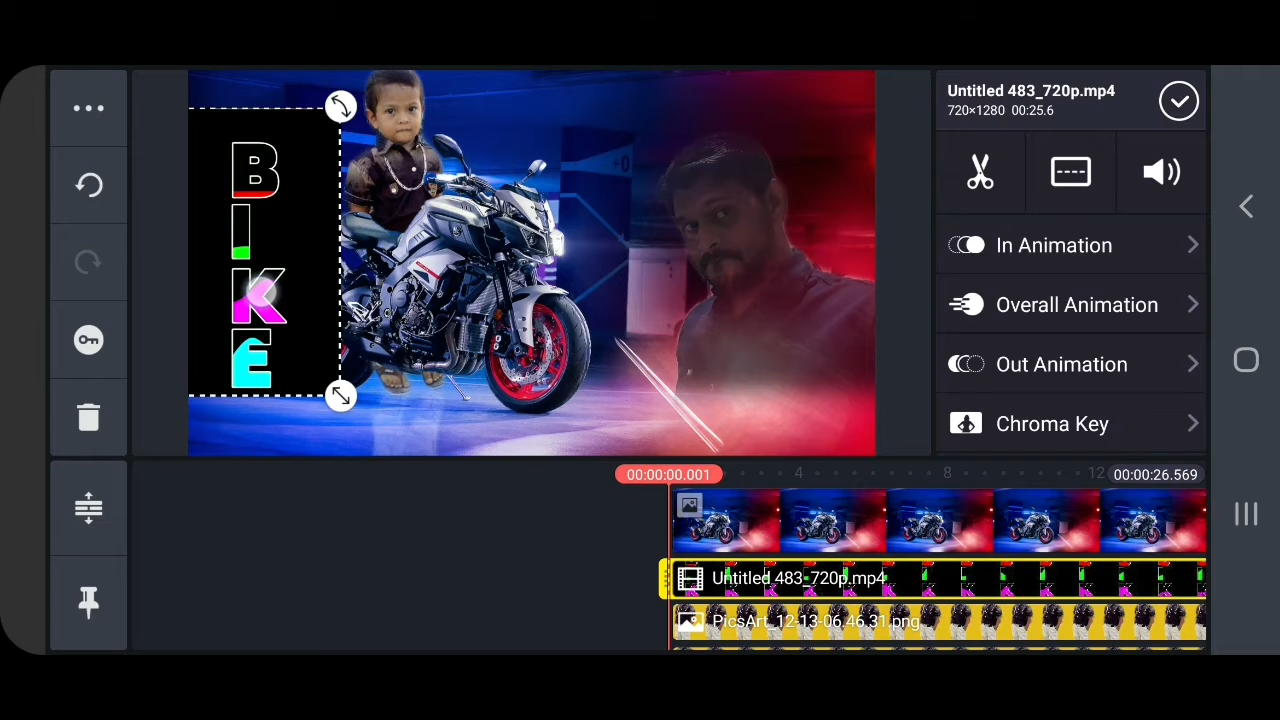 Untitled 483_720p.mp4
720×1280 00:25.6
B
I
K
E
+0
In Animation
Overall Animation
Out Animation
Chroma Key
00:00:00.001
4
8
12
00:00:26.569
Untitled 483_720p.mp4
PicsArt_12-13-06.46.31.png